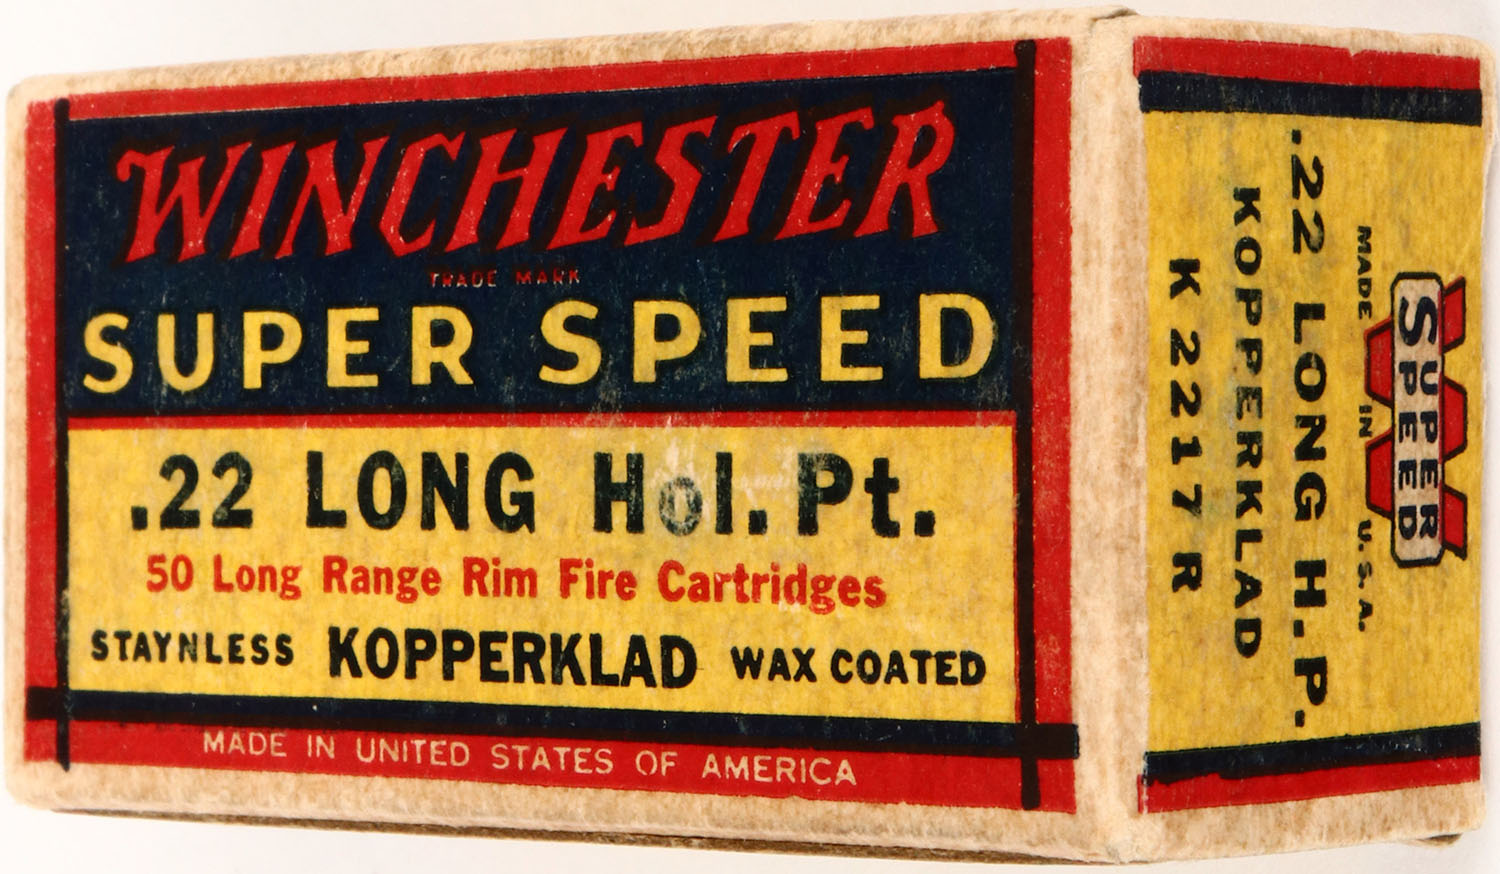 WINCHESTER
TRADE MARK
SUPER SPEED
.22 LONG Hol. Pt.
50 Long Range Rim Fire Cartridges
STAYNLESS KOPPERKLAD WAX COATED
MADE IN UNITED STATES OF AMERICA
W
SUPER
SPEED
MADE IN U.S.A.
.22 LONG H.P.
KOPPERKLAD
K2217R